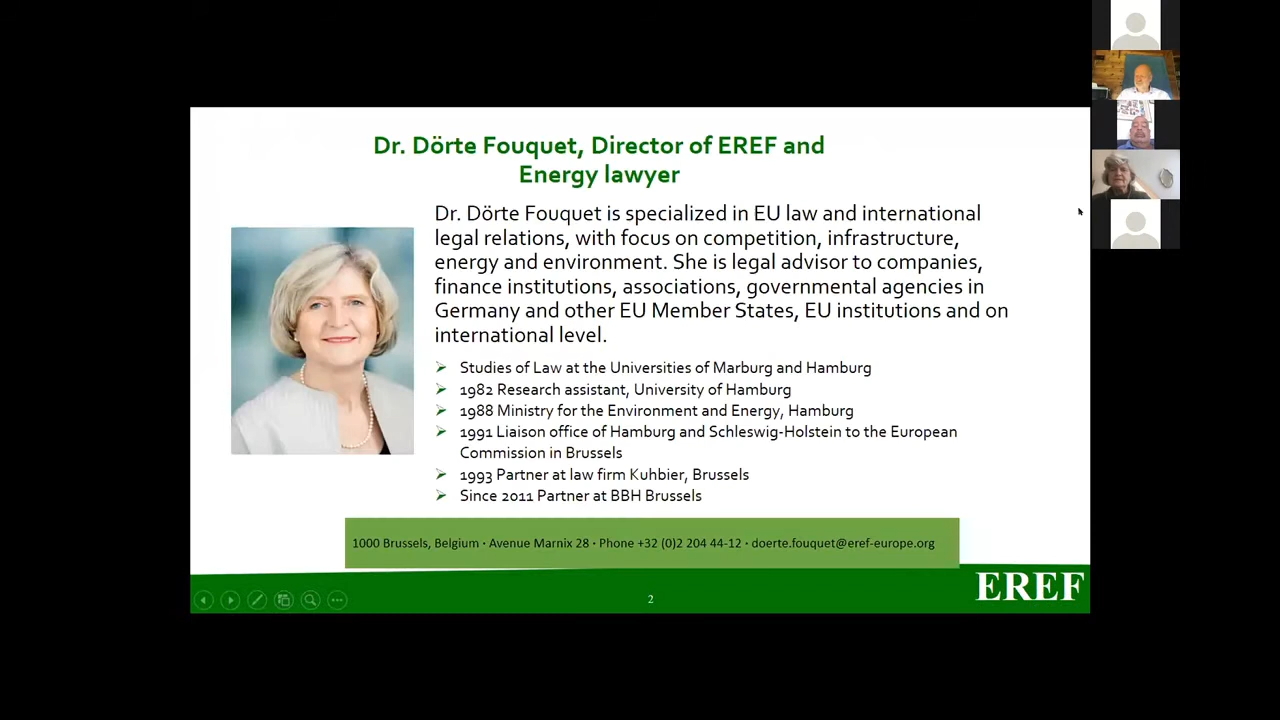 Dr. Dörte Fouquet, Director of EREF and
Energy lawyer
Dr. Dörte Fouquet is specialized in EU law and international
legal relations, with focus on competition, infrastructure,
energy and environment. She is legal advisor to companies,
finance institutions, associations, governmental agencies in
Germany and other EU Member States, EU institutions and on
international level.
Studies of Law at the Universities of Marburg and Hamburg
1982 Research assistant, University of Hamburg
1988 Ministry for the Environment and Energy, Hamburg
1991 Liaison office of Hamburg and Schleswig-Holstein to the European
Commission in Brussels
1993 Partner at law firm Kuhbier, Brussels
Since 2011 Partner at BBH Brussels
1000 Brussels, Belgium · Avenue Marnix 28 · Phone +32 (0)2 204 44-12 · doerte.fouquet@eref-europe.org
EREF
2